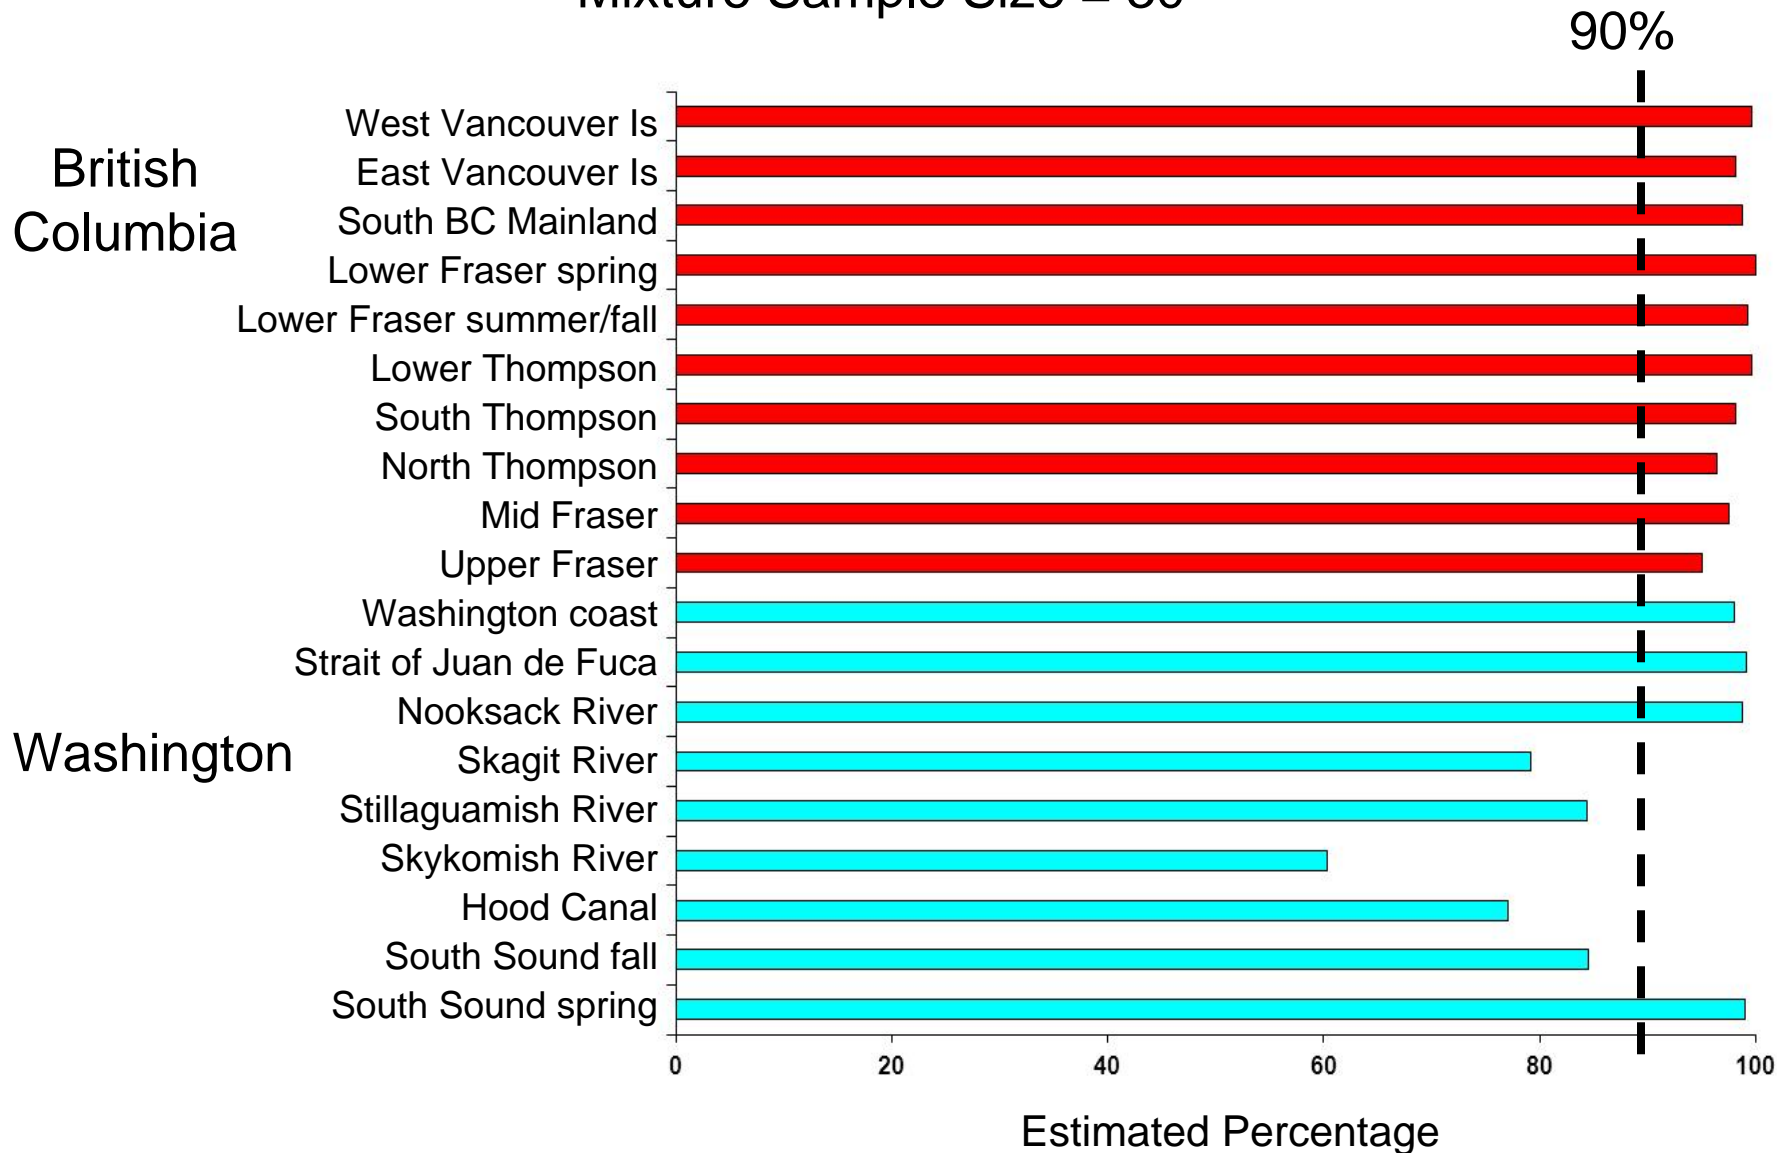 90%
West Vancouver Is
East Vancouver Is
South BC Mainland
Lower Fraser spring
Lower Fraser summer/fall
Lower Thompson
South Thompson
North Thompson
Mid Fraser
Upper Fraser
Washington coast
Strait of Juan de Fuca
Nooksack River
Skagit River
Stillaguamish River
Skykomish River
Hood Canal
South Sound fall
South Sound spring
British
Columbia
Washington
0 20 40 60 80 100
Estimated Percentage